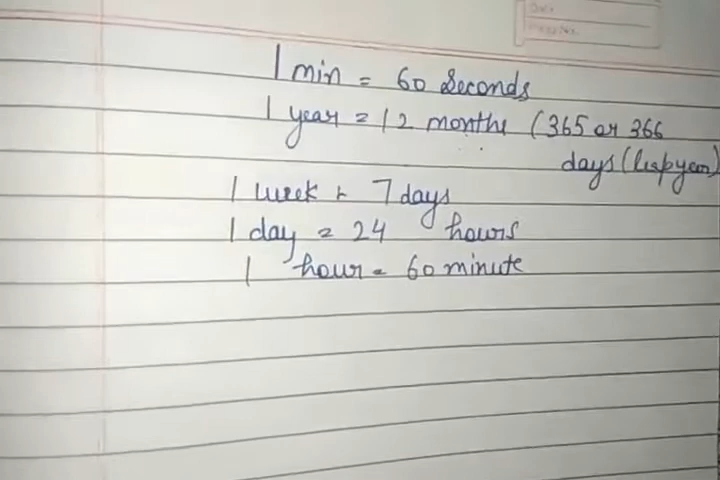 1 min = 60 Seconds
1 year = 12 months (365 or 366
days (leap year)
1 week = 7 days
1 day = 24 hours
1 hour = 60 minute